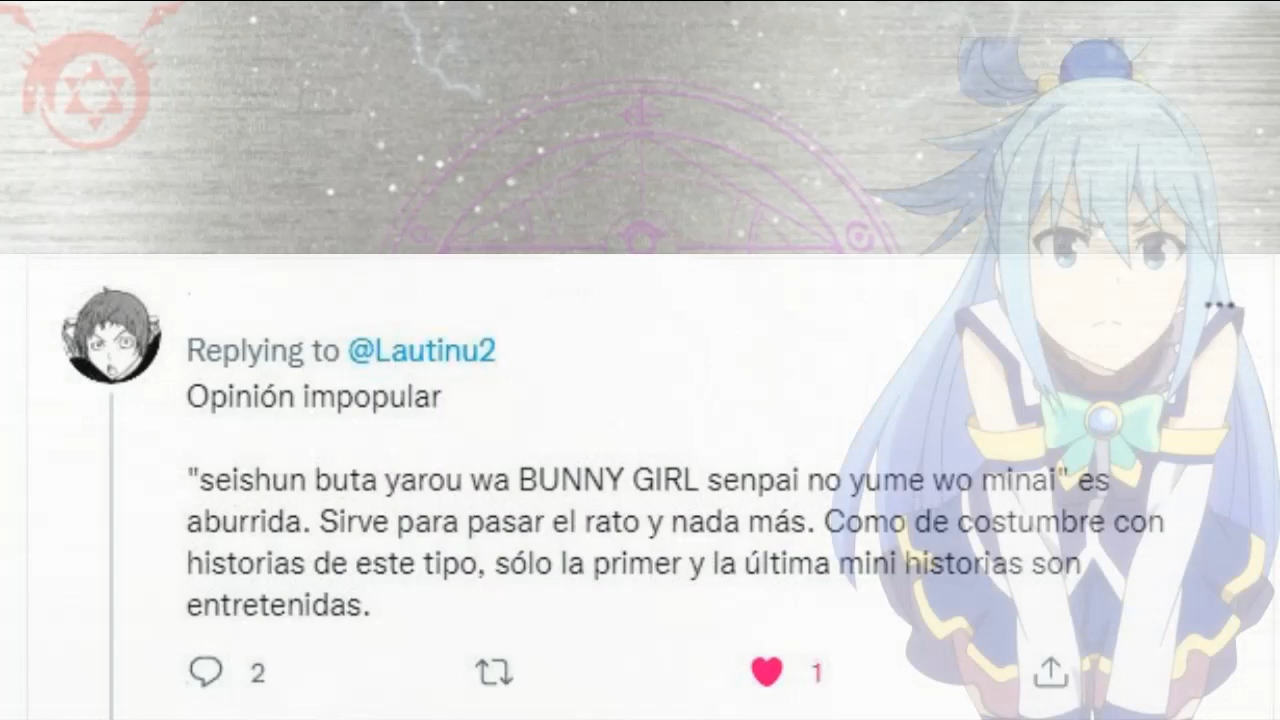 Replying to @Lautinu2
Opinión impopular
"seishun buta yarou wa BUNNY GIRL senpai no yume wo minai" es
aburrida. Sirve para pasar el rato y nada más. Como de costumbre con
historias de este tipo, sólo la primer y la última mini historias son
entretenidas.
2 1